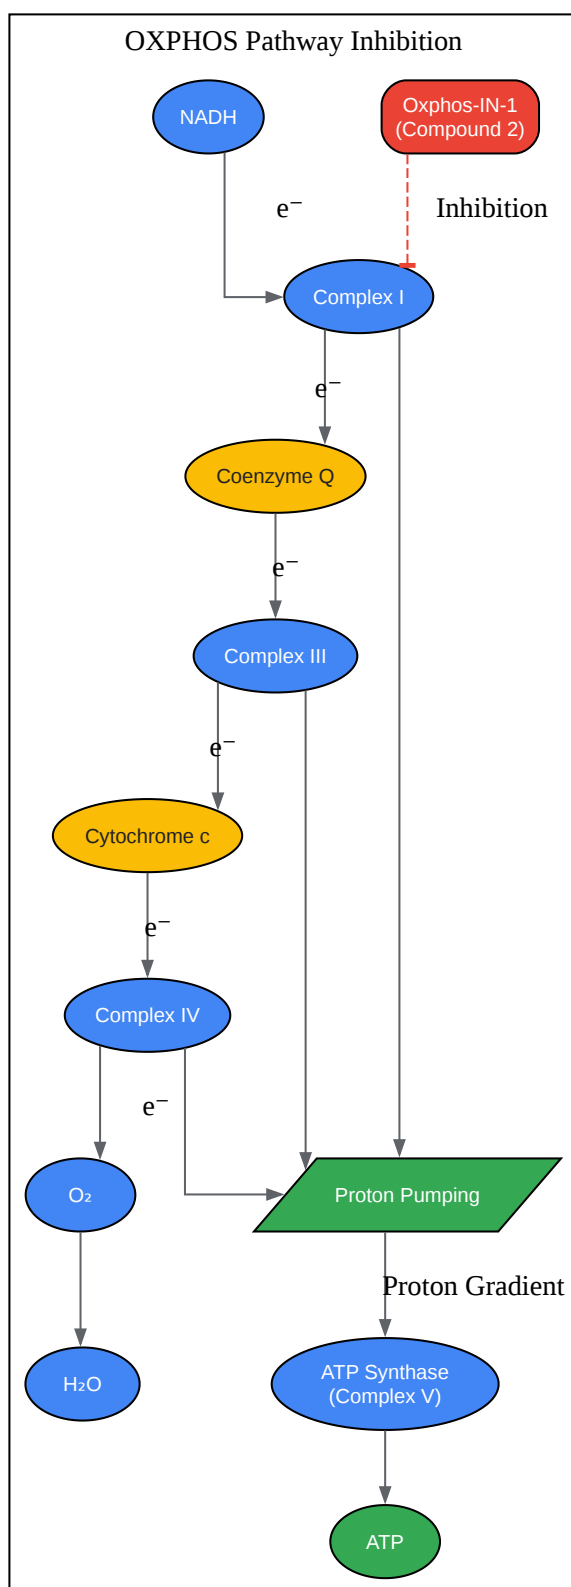 OXPHOS Pathway Inhibition
NADH
Oxphos-IN-1
(Compound 2)
e⁻
Inhibition
Complex I
e⁻
Coenzyme Q
e⁻
Complex III
e⁻
Cytochrome c
e⁻
Complex IV
e⁻
O₂
Proton Pumping
Proton Gradient
H₂O
ATP Synthase
(Complex V)
ATP